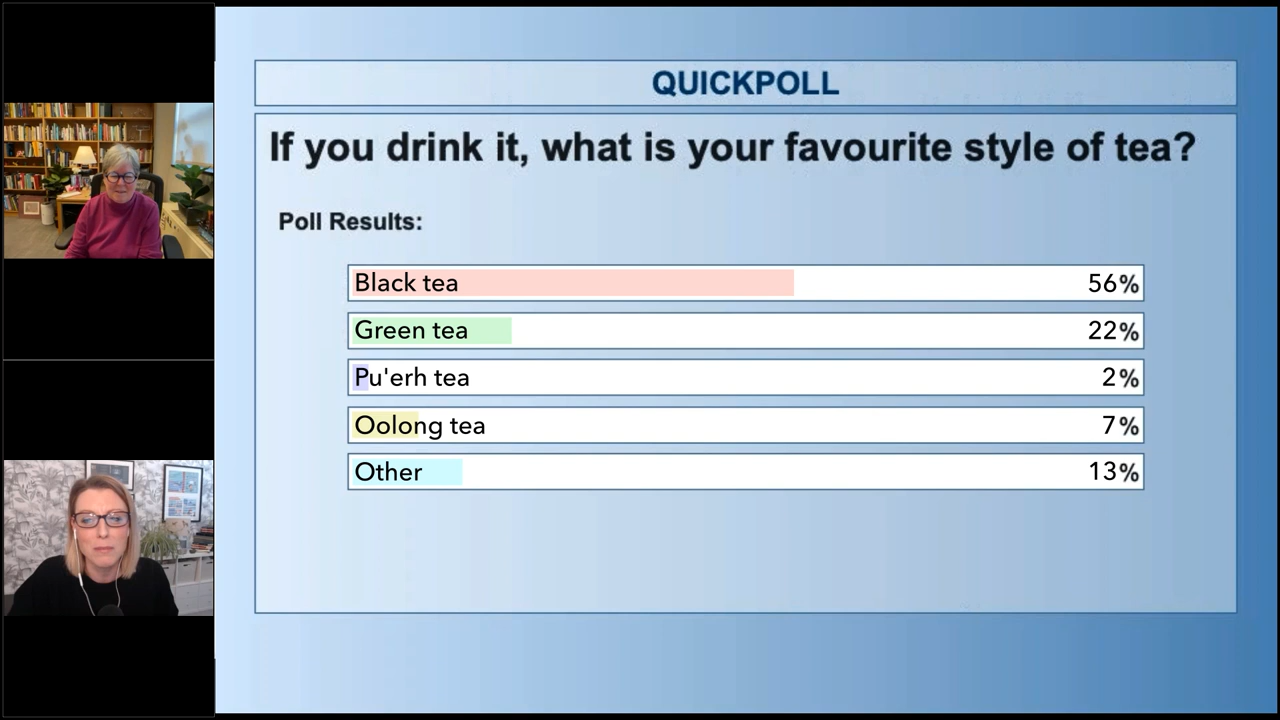 QUICKPOLL
If you drink it, what is your favourite style of tea?
Poll Results:
Black tea 56%
Green tea 22%
Pu'erh tea 2%
Oolong tea 7%
Other 13%